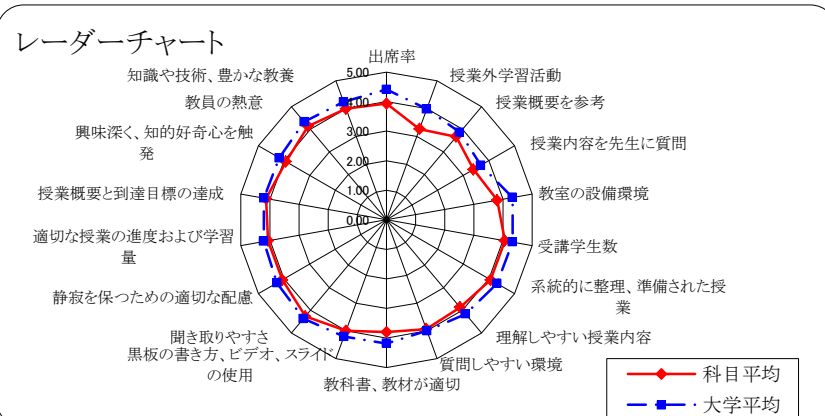 レーダーチャート
出席率
授業外学習活動
授業概要を参考
授業内容を先生に質問
教室の設備環境
受講学生数
系統的に整理、準備された授
業
理解しやすい授業内容
質問しやすい環境
教科書、教材が適切
黒板の書き方、ビデオ、スライド
の使用
聞き取りやすさ
静寂を保つための適切な配慮
適切な授業の進度および学習
量
授業概要と到達目標の達成
興味深く、知的好奇心を触
発
教員の熱意
知識や技術、豊かな教養
5.00
4.00
3.00
2.00
1.00
0.00
科目平均
大学平均